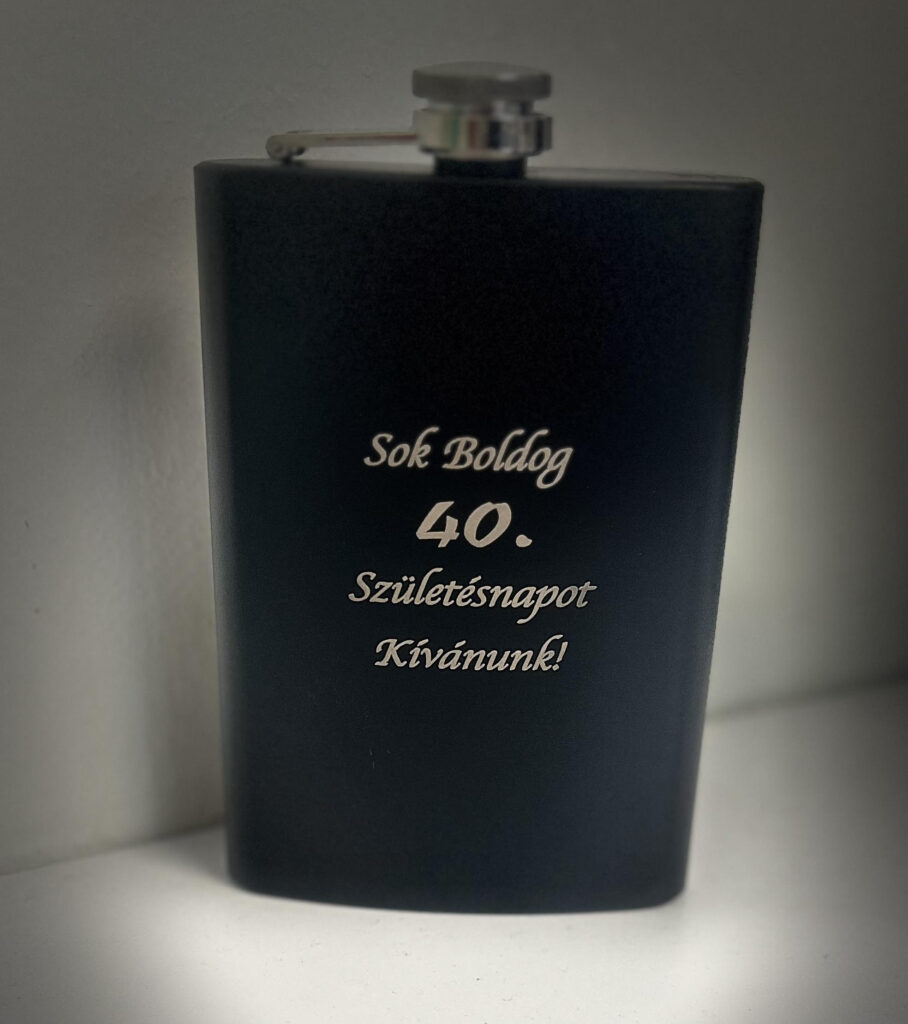 Sok Boldog
40.
Születésnapot
Kívánunk!